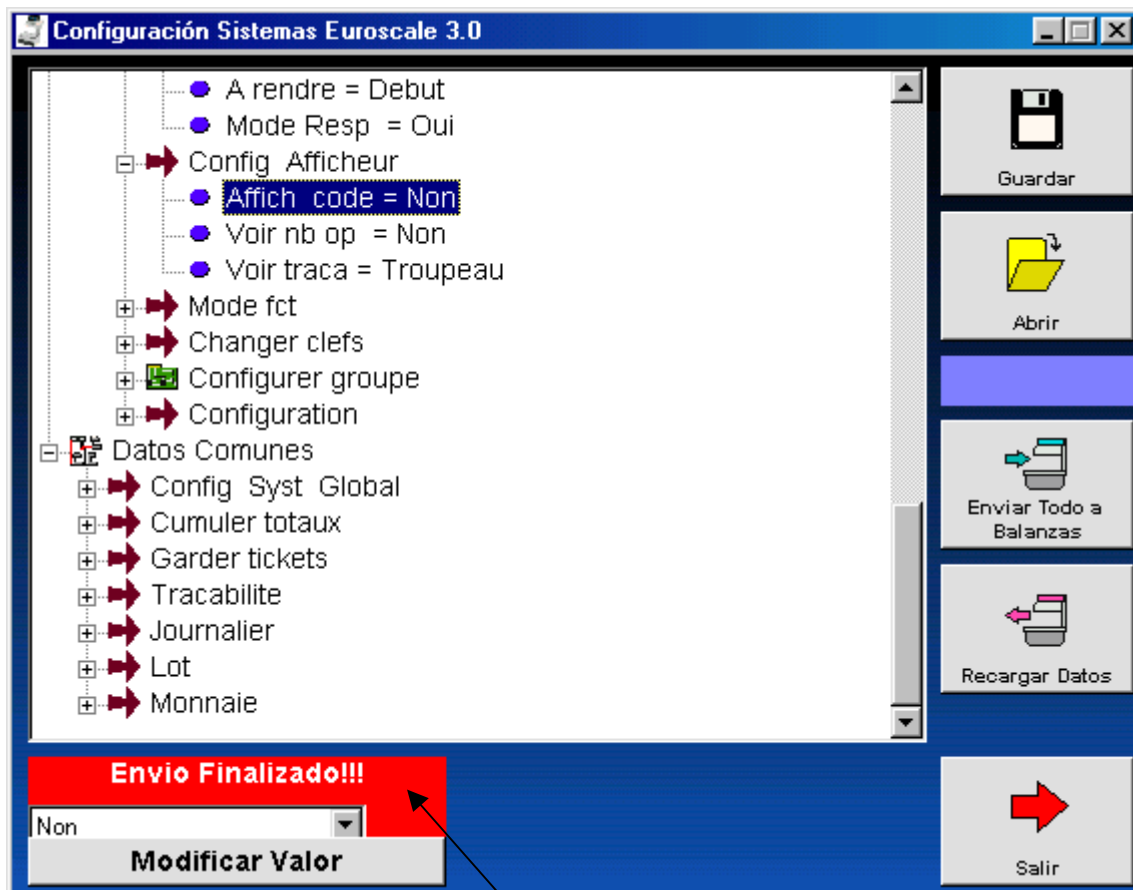 Configuración Sistemas Euroscale 3.0
A rendre = Debut
Mode Resp = Oui
Config Afficheur
Affich code = Non
Voir nb op = Non
Voir traca = Troupeau
Mode fct
Changer clefs
Configurer groupe
Configuration
Datos Comunes
Config Syst Global
Cumuler totaux
Garder tickets
Tracabilite
Journalier
Lot
Monnaie
Guardar
Abrir
Enviar Todo a
Balanzas
Recargar Datos
Envio Finalizado!!!
Non
Modificar Valor
Salir